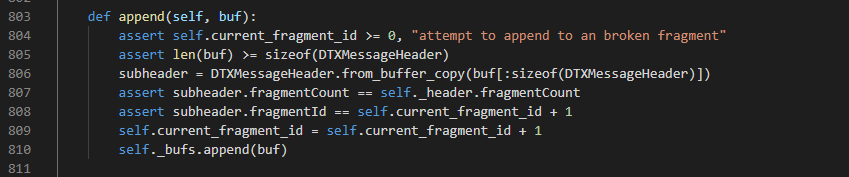 803 def append(self, buf):
804 assert self.current_fragment_id >= 0, "attempt to append to an broken fragment"
805 assert len(buf) >= sizeof(DTXMessageHeader)
806 subheader = DTXMessageHeader.from_buffer_copy(buf[:sizeof(DTXMessageHeader)])
807 assert subheader.fragmentCount == self._header.fragmentCount
808 assert subheader.fragmentId == self.current_fragment_id + 1
809 self.current_fragment_id = self.current_fragment_id + 1
810 self._bufs.append(buf)
811